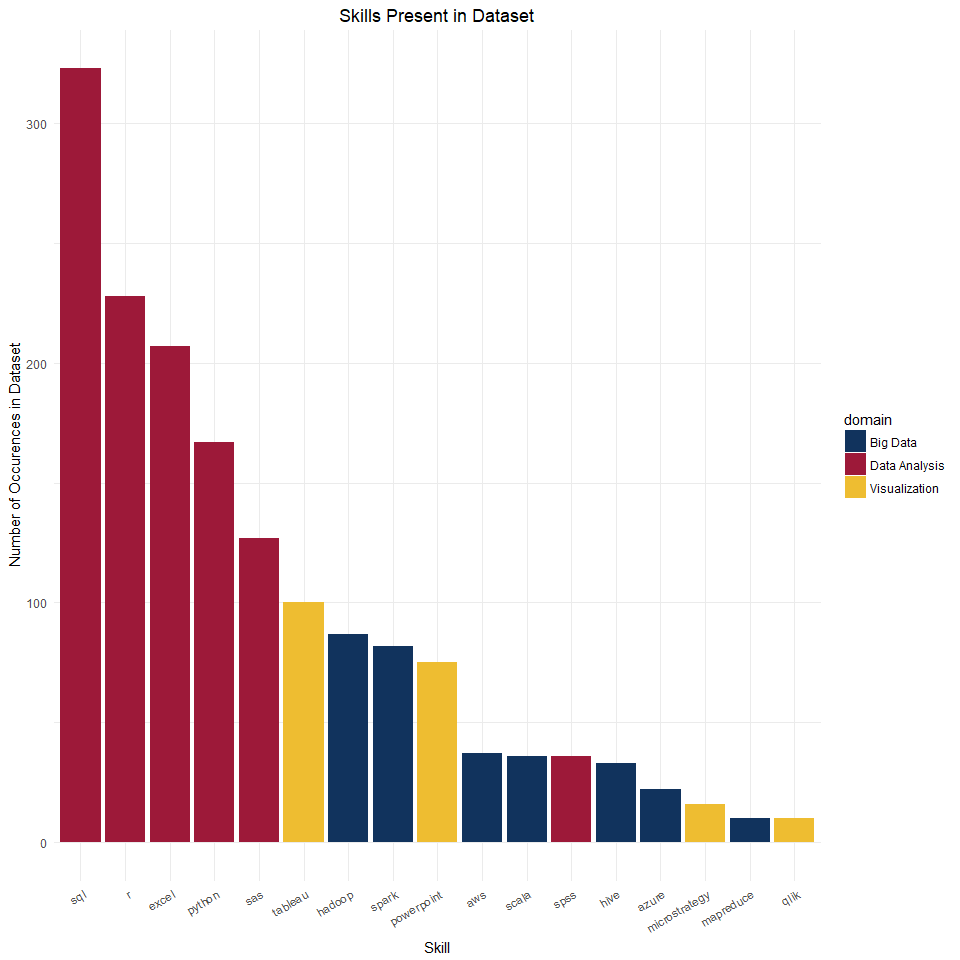 Skills Present in Dataset
Number of Occurences in Dataset
300
200
100
0
sql
r
excel
python
sas
tableau
hadoop
spark
powerpoint
aws
scala
spss
hive
azure
microstrategy
mapreduce
qlik
Skill
domain
Big Data
Data Analysis
Visualization